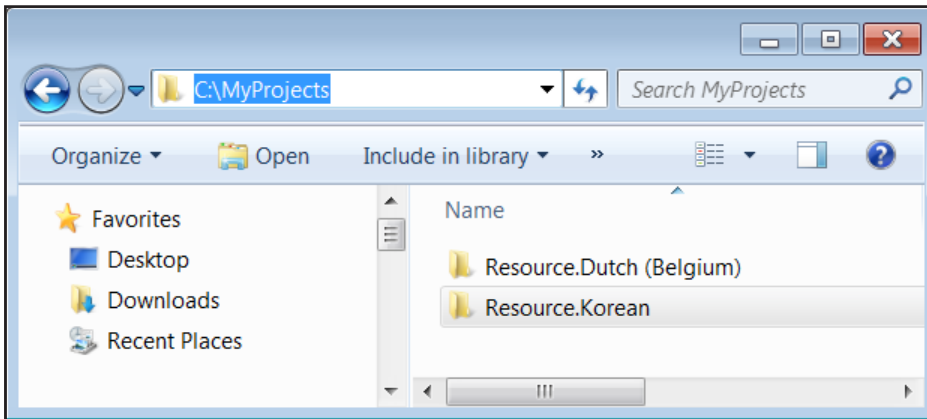 C:\MyProjects
Search MyProjects
Organize
Open
Include in library
»
Favorites
Desktop
Downloads
Recent Places
Name
Resource.Dutch (Belgium)
Resource.Korean